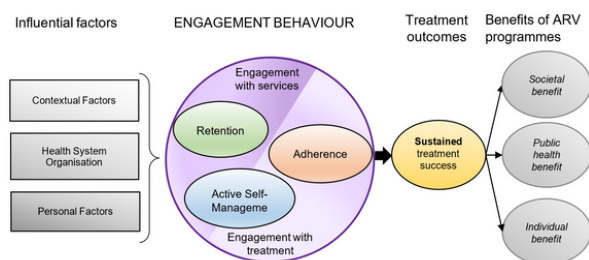 Influential factors
ENGAGEMENT BEHAVIOUR
Treatment
outcomes
Benefits of ARV
programmes
Contextual Factors
Health System
Organisation
Personal Factors
Engagement
with services
Retention
Adherence
Active Self-
Manageme
Engagement with
treatment
Sustained
treatment
success
Societal
benefit
Public
health
benefit
Individual
benefit